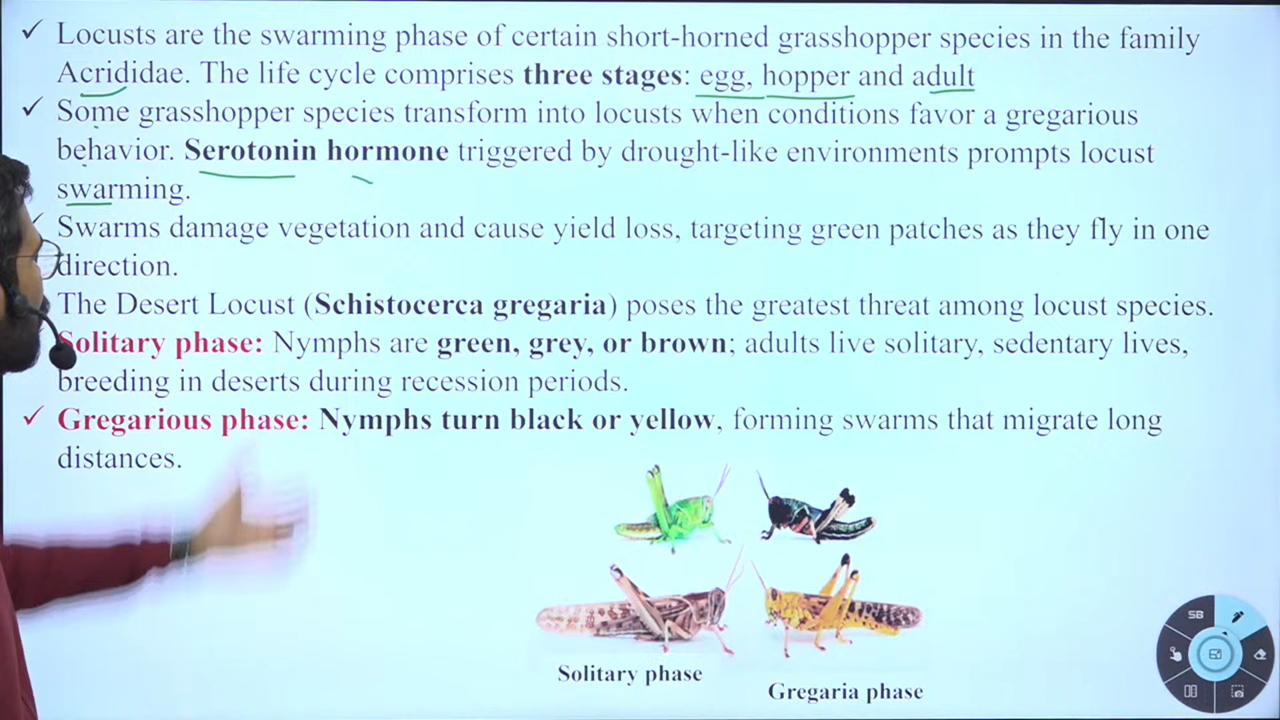 ✓ Locusts are the swarming phase of certain short-horned grasshopper species in the family
Acrididae. The life cycle comprises three stages: egg, hopper and adult
✓ Some grasshopper species transform into locusts when conditions favor a gregarious
behavior. Serotonin hormone triggered by drought-like environments prompts locust
swarming.
✓ Swarms damage vegetation and cause yield loss, targeting green patches as they fly in one
direction.
The Desert Locust (Schistocerca gregaria) poses the greatest threat among locust species.
Solitary phase: Nymphs are green, grey, or brown; adults live solitary, sedentary lives,
breeding in deserts during recession periods.
✓ Gregarious phase: Nymphs turn black or yellow, forming swarms that migrate long
distances.
Solitary phase
Gregaria phase
SB